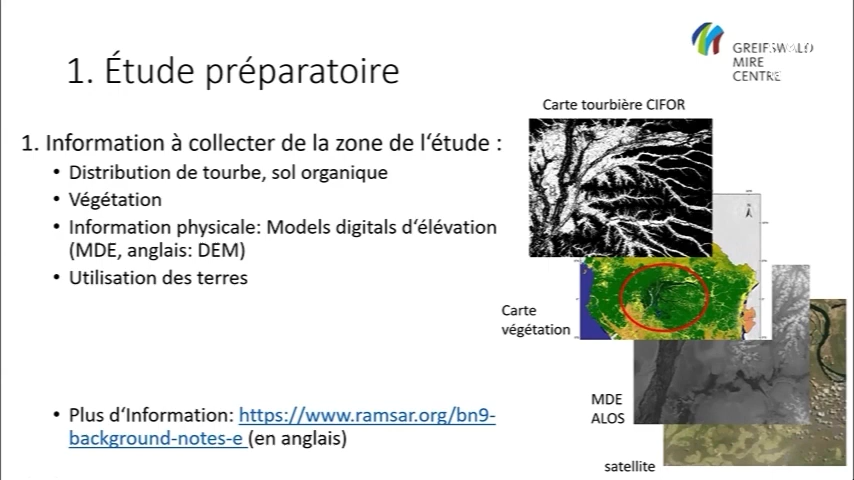 GREIFSWALD
MIRE
CENTRE
1. Étude préparatoire
Carte tourbière CIFOR
1. Information à collecter de la zone de l‘étude :
• Distribution de tourbe, sol organique
• Végétation
• Information physicale: Models digitals d‘élévation
(MDE, anglais: DEM)
• Utilisation des terres
Carte
végétation
MDE
ALOS
satellite
• Plus d‘Information: https://www.ramsar.org/bn9-
background-notes-e (en anglais)